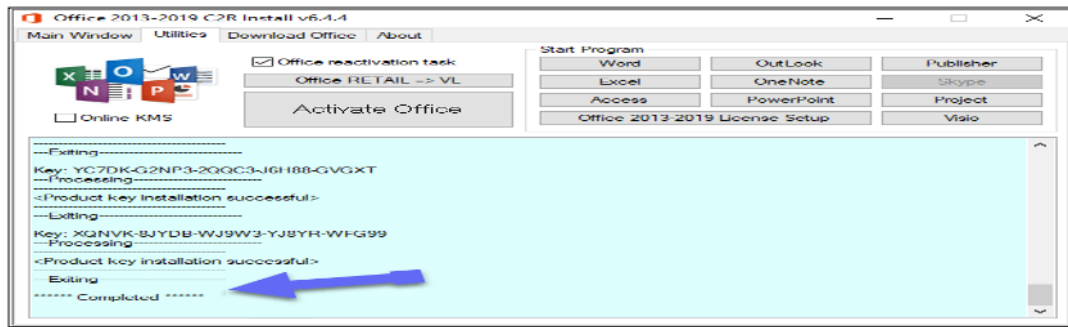 Office 2013-2019 C2R Install v6.4.4
Main Window Utilities Download Office About
X O W N P
Office reactivation task
Office RETAIL => VL
Activate Office
Online KMS
Start Program
Word OutLook Publisher
Excel OneNote Skype
Access PowerPoint Project
Office 2013-2019 License Setup Visio
----------------------------------------
---Exiting-----------------------------
Key: YC7DK-G2NP3-2QQC3-J6H88-GVGXT
---Processing--------------------------
----------------------------------------
<Product key installation successful>
----------------------------------------
---Exiting-----------------------------
Key: XQNVK-8JYDB-WJ9W3-YJ8YR-WFG99
---Processing--------------------------
----------------------------------------
<Product key installation successful>
----------------------------------------
---Exiting-----------------------------
****** Completed ******